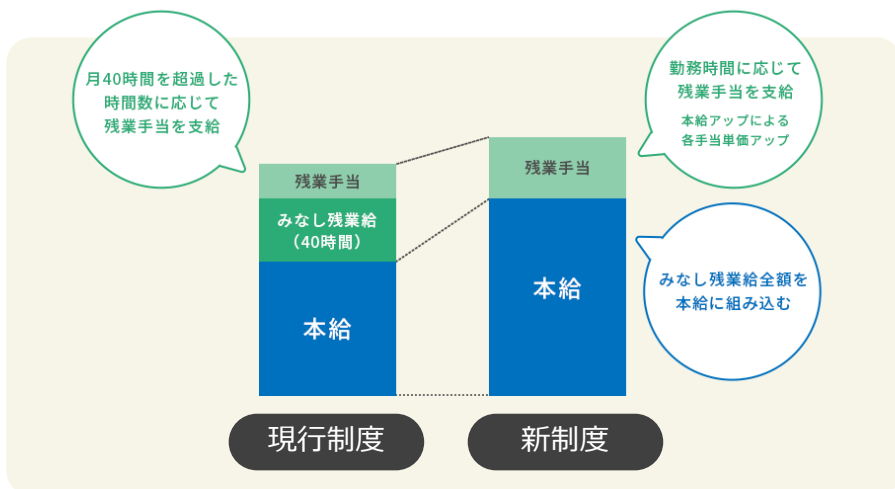 月40時間を超過した
時間数に応じて
残業手当を支給
残業手当
みなし残業給
（40時間）
本給
現行制度
勤務時間に応じて
残業手当を支給
本給アップによる
各手当単価アップ
残業手当
本給
みなし残業給全額を
本給に組み込む
新制度